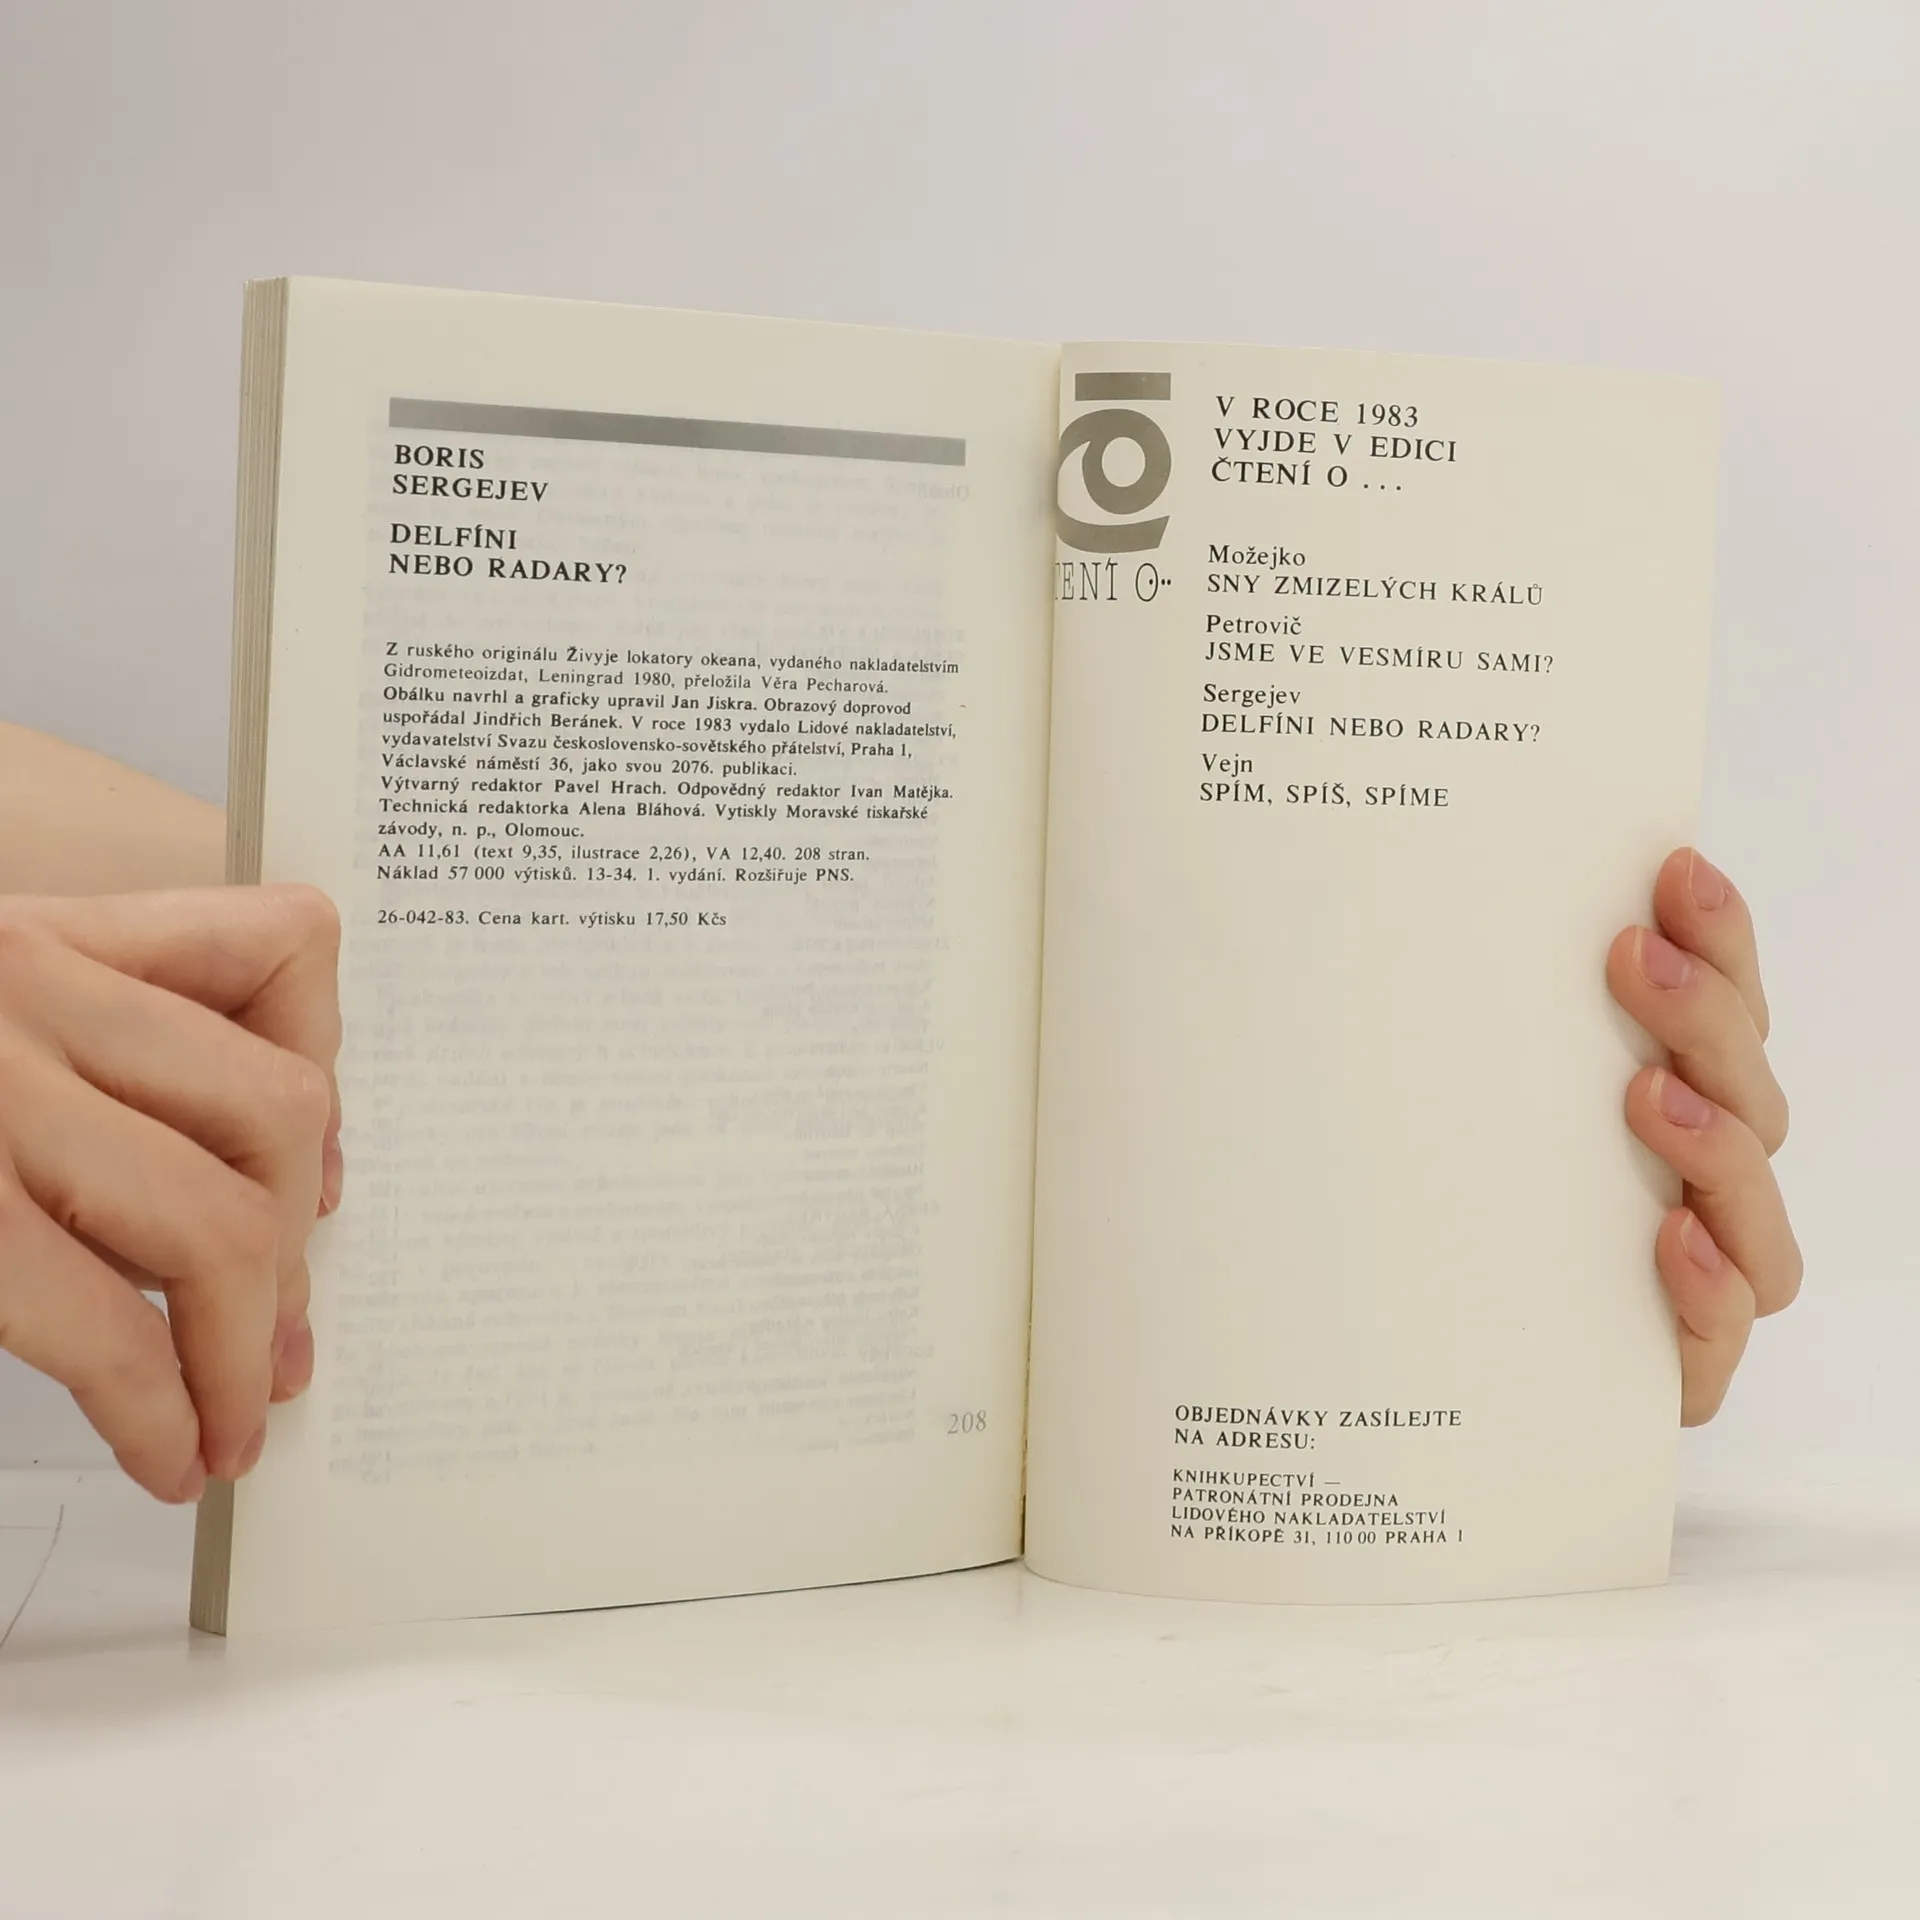 BORIS
SERGEJEV
DELFÍNI
NEBO RADARY?
Z ruského originálu Živyje lokatory okeana, vydaného nakladatelstvím
Gidrometeoizdat, Leningrad 1980, přeložila Věra Pecharová.
Obálku navrhl a graficky upravil Jan Jiskra. Obrazový doprovod
uspořádal Jindřich Beránek. V roce 1983 vydalo Lidové nakladatelství,
vydavatelství Svazu československo-sovětského přátelství, Praha 1,
Václavské náměstí 36, jako svou 2076. publikaci.
Výtvarný redaktor Pavel Hrach. Odpovědný redaktor Ivan Matějka.
Technická redaktorka Alena Bláhová. Vytiskly Moravské tiskařské
závody, n. p., Olomouc.
AA 11,61 (text 9,35, ilustrace 2,26), VA 12,40. 208 stran.
Náklad 57 000 výtisků. 13-34. 1. vydání. Rozšiřuje PNS.
26-042-83. Cena kart. výtisku 17,50 Kčs
208
TENÍ O··
V ROCE 1983
VYJDE V EDICI
ČTENÍ O ...
Možejko
SNY ZMIZELÝCH KRÁLŮ
Petrovič
JSME VE VESMÍRU SAMI?
Sergejev
DELFÍNI NEBO RADARY?
Vejn
SPÍM, SPÍŠ, SPÍME
OBJEDNÁVKY ZASÍLEJTE
NA ADRESU:
KNIHKUPECTVÍ —
PATRONÁTNÍ PRODEJNA
LIDOVÉHO NAKLADATELSTVÍ
NA PŘÍKOPĚ 31, 110 00 PRAHA 1